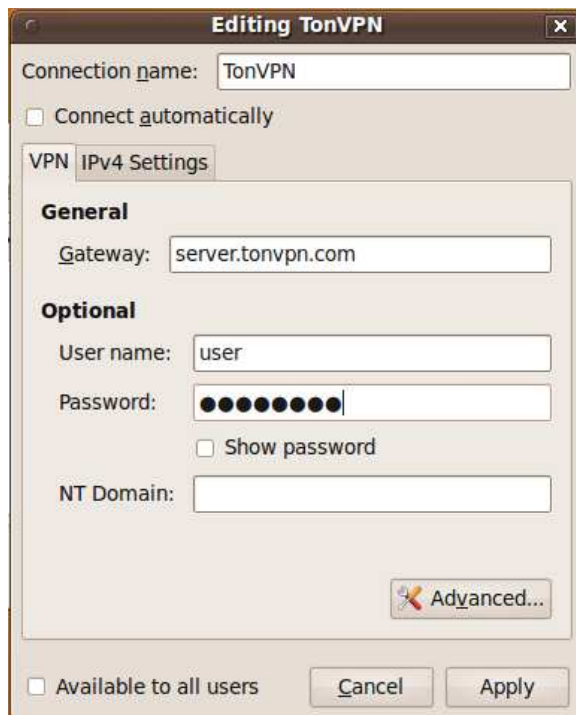 Editing TonVPN
Connection name: TonVPN
Connect automatically
VPN IPv4 Settings
General
Gateway: server.tonvpn.com
Optional
User name: user
Password: ●●●●●●●●
Show password
NT Domain:
Advanced...
Available to all users Cancel Apply